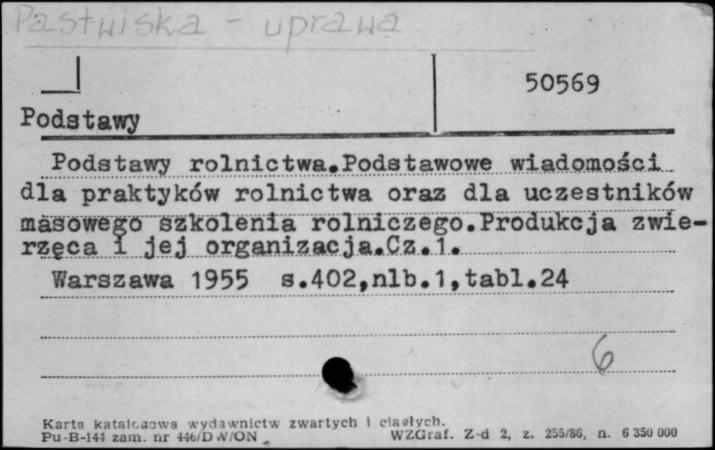 Pastwiska - uprawa
50569
Podstawy
Podstawy rolnictwa.Podstawowe wiadomości
dla praktyków rolnictwa oraz dla uczestników
masowego szkolenia rolniczego.Produkcja zwie-
rzęca i jej organizacja.Cz.1.
Warszawa 1955 s.402,nlb.1,tabl.24
6
Karta katalogowa wydawnictw zwartych i ciągłych.
Pu-B-144 zam. nr 446/DW/ON WZGraf. Z-d 2, z. 255/86, n. 6 350 000